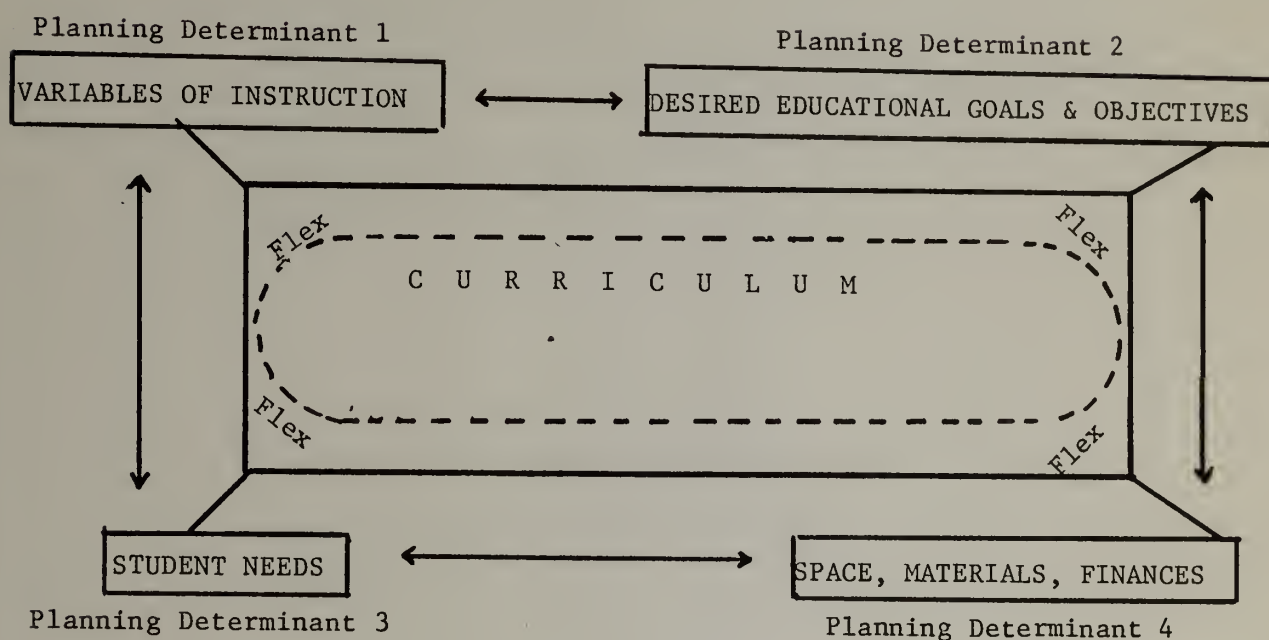 Planning Determinant 1
Planning Determinant 2
VARIABLES OF INSTRUCTION
DESIRED EDUCATIONAL GOALS & OBJECTIVES
Flex
Flex
C U R R I C U L U M
Flex
Flex
STUDENT NEEDS
SPACE, MATERIALS, FINANCES
Planning Determinant 3
Planning Determinant 4